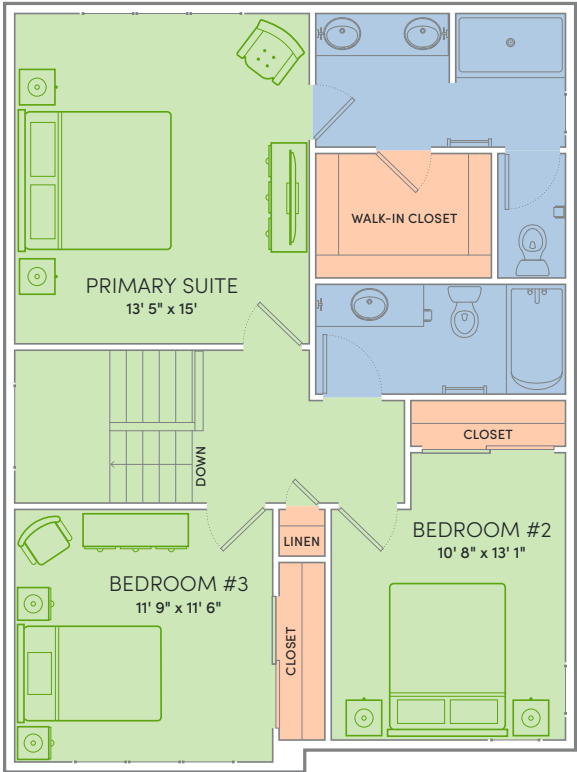 WALK-IN CLOSET
PRIMARY SUITE
13' 5" x 15'
CLOSET
DOWN
BEDROOM #2
10' 8" x 13' 1"
LINEN
BEDROOM #3
11' 9" x 11' 6"
CLOSET